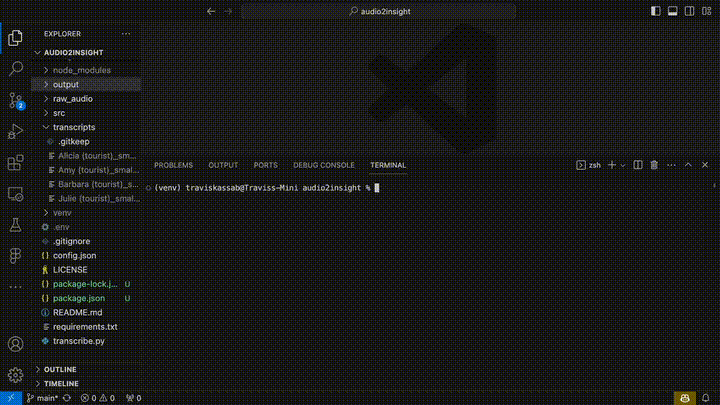 audio2insight
EXPLORER
AUDIO2INSIGHT
node_modules
output
raw_audio
src
transcripts
.gitkeep
Alicia (tourist)_sma...
Amy (tourist)_smal...
Barbara (tourist)_s...
Julie (tourist)_smal...
venv
.env
.gitignore
config.json
LICENSE
package-lock.j... U
package.json U
README.md
requirements.txt
transcribe.py
OUTLINE
TIMELINE
2
PROBLEMS OUTPUT PORTS DEBUG CONSOLE TERMINAL
zsh
(venv) traviskassab@Traviss-Mini audio2insight %
main* 0 0 0